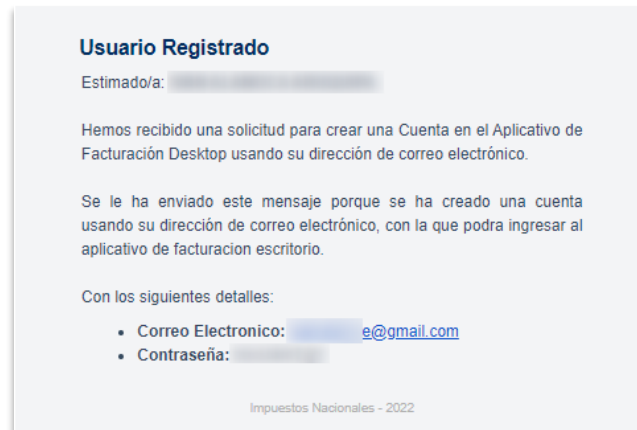 Usuario Registrado
Estimado/a:
Hemos recibido una solicitud para crear una Cuenta en el Aplicativo de
Facturación Desktop usando su dirección de correo electrónico.
Se le ha enviado este mensaje porque se ha creado una cuenta
usando su dirección de correo electrónico, con la que podra ingresar al
aplicativo de facturacion escritorio.
Con los siguientes detalles:
• Correo Electronico: e@gmail.com
• Contraseña:
Impuestos Nacionales - 2022